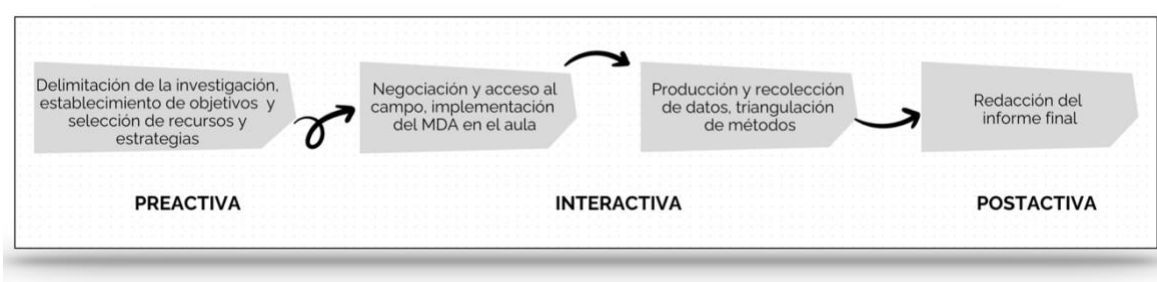 Delimitación de la investigación,
establecimiento de objetivos y
selección de recursos y
estrategias
Negociación y acceso al
campo, implementación
del MDA en el aula
Producción y recolección
de datos, triangulación
de métodos
Redacción del
informe final
PREACTIVA
INTERACTIVA
POSTACTIVA